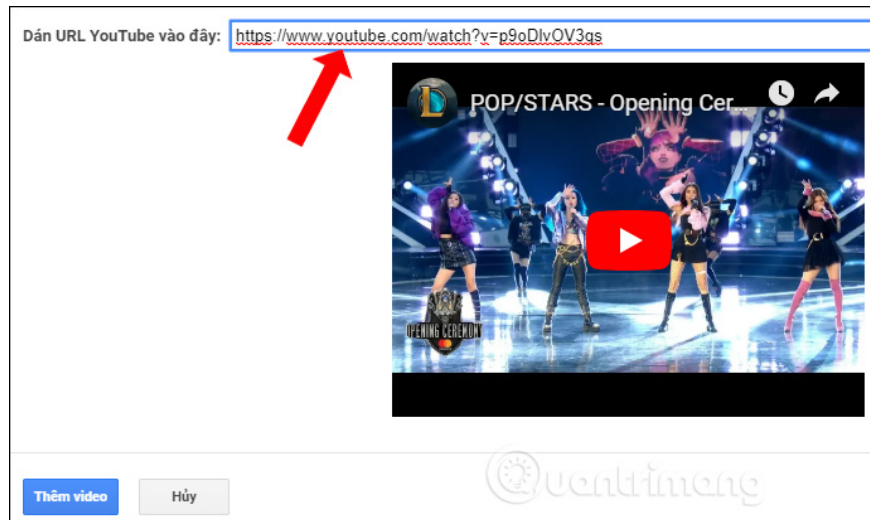 Dán URL YouTube vào đây: https://www.youtube.com/watch?v=p9oDlvOV3qs
POP/STARS - Opening Cer...
OPENING CEREMONY
Thêm video Hủy
Quantrimang